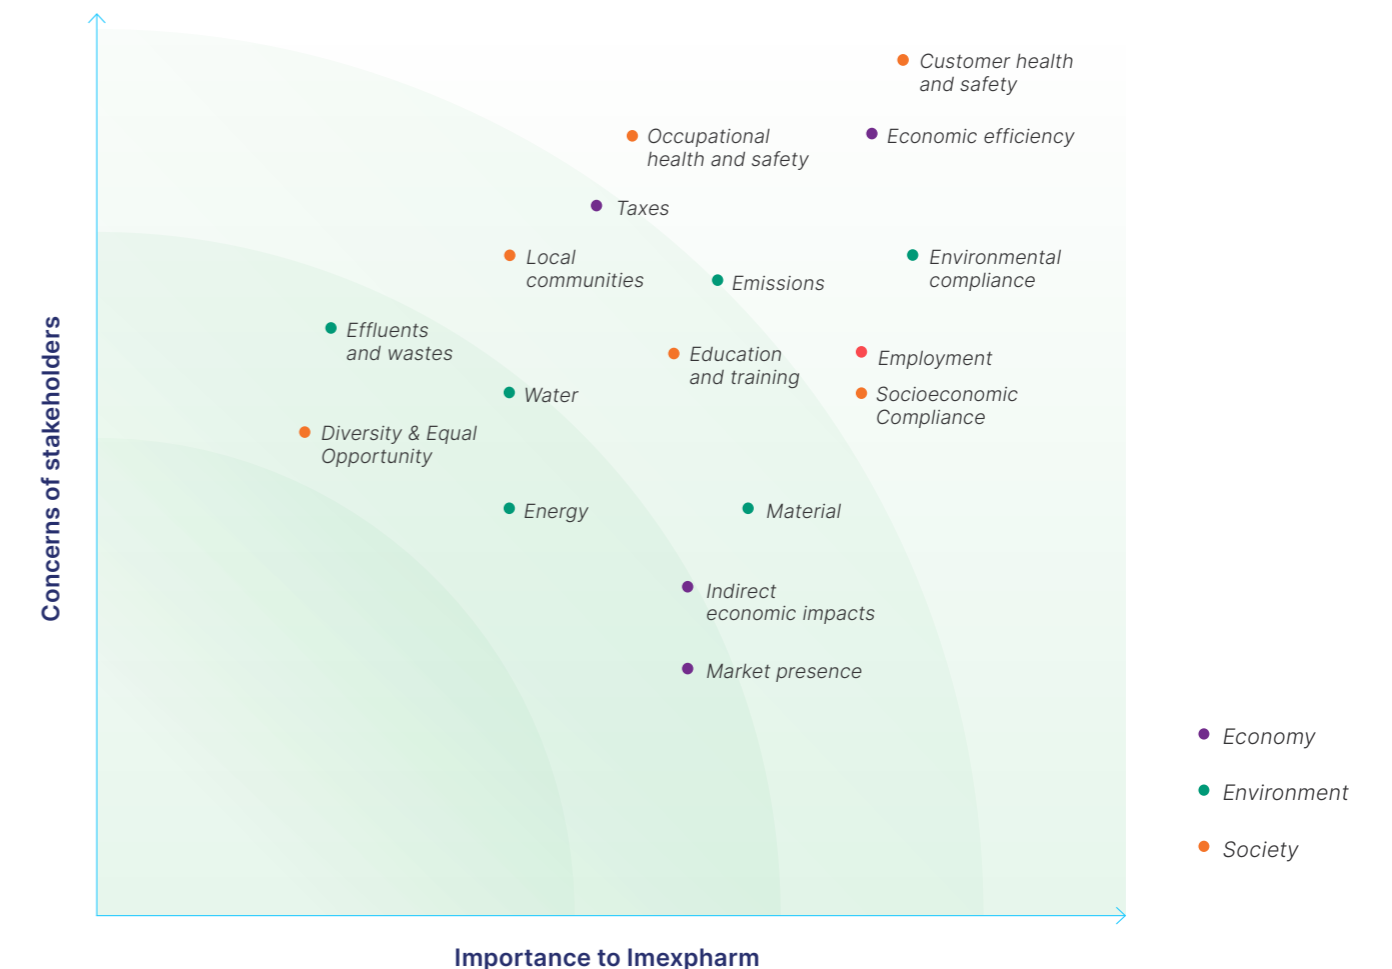 Customer health
and safety
Occupational
health and safety
Economic efficiency
Taxes
Local
communities
Environmental
compliance
Emissions
Effluents
and wastes
Education
and training
Employment
Water
Socioeconomic
Compliance
Diversity & Equal
Opportunity
Energy
Material
Indirect
economic impacts
Market presence
Concerns of stakeholders
Importance to Imexpharm
Economy
Environment
Society